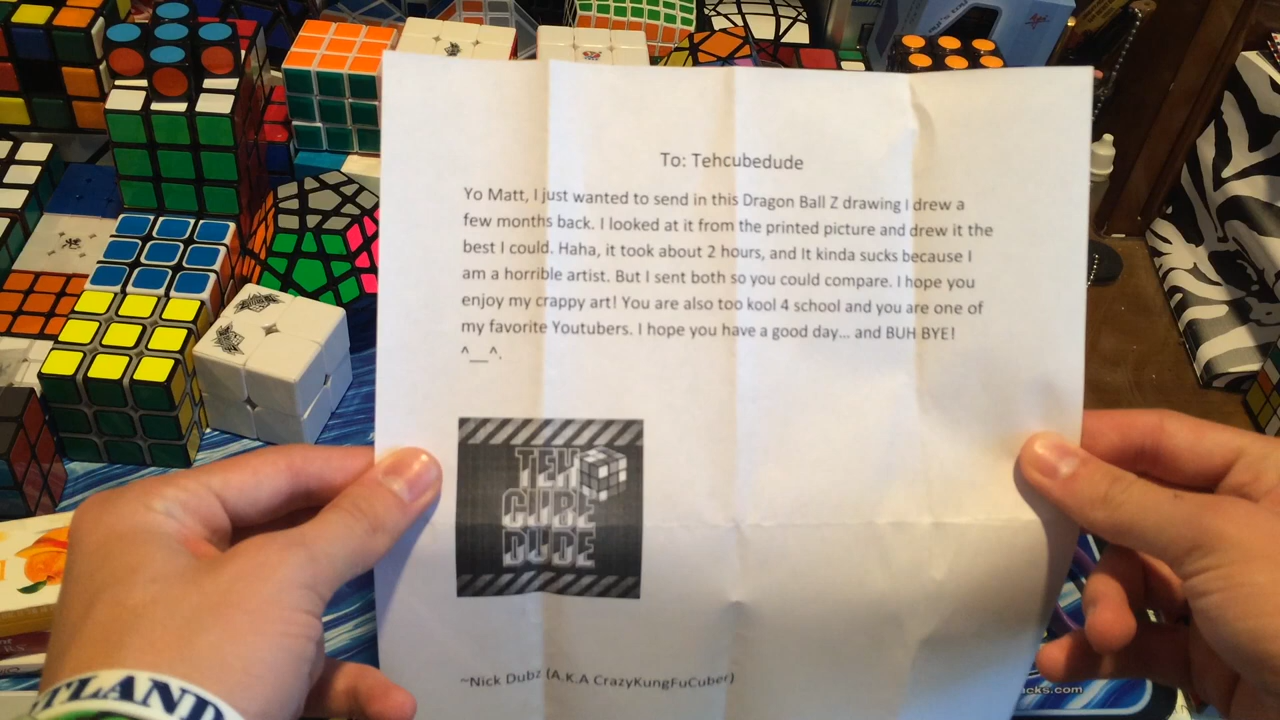 To: Tehcubedude
Yo Matt, I just wanted to send in this Dragon Ball Z drawing I drew a
few months back. I looked at it from the printed picture and drew it the
best I could. Haha, it took about 2 hours, and It kinda sucks because I
am a horrible artist. But I sent both so you could compare. I hope you
enjoy my crappy art! You are also too kool 4 school and you are one of
my favorite Youtubers. I hope you have a good day... and BUH BYE!
^__^.
TEH
CUBE
DUDE
~Nick Dubz (A.K.A CrazyKungFuCuber)
TLAND
acks.com